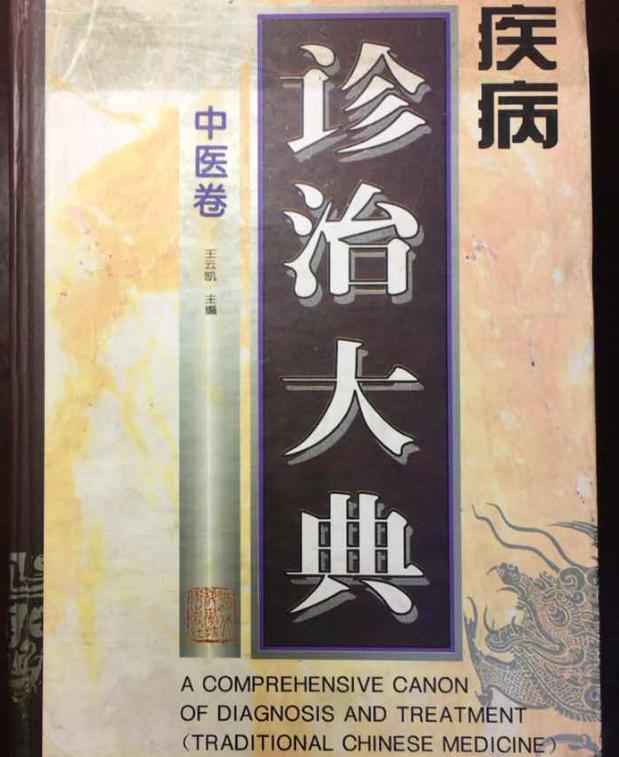 疾病
诊治大典
中医卷
王云凯 主编
A COMPREHENSIVE CANON
OF DIAGNOSIS AND TREATMENT
(TRADITIONAL CHINESE MEDICINE)